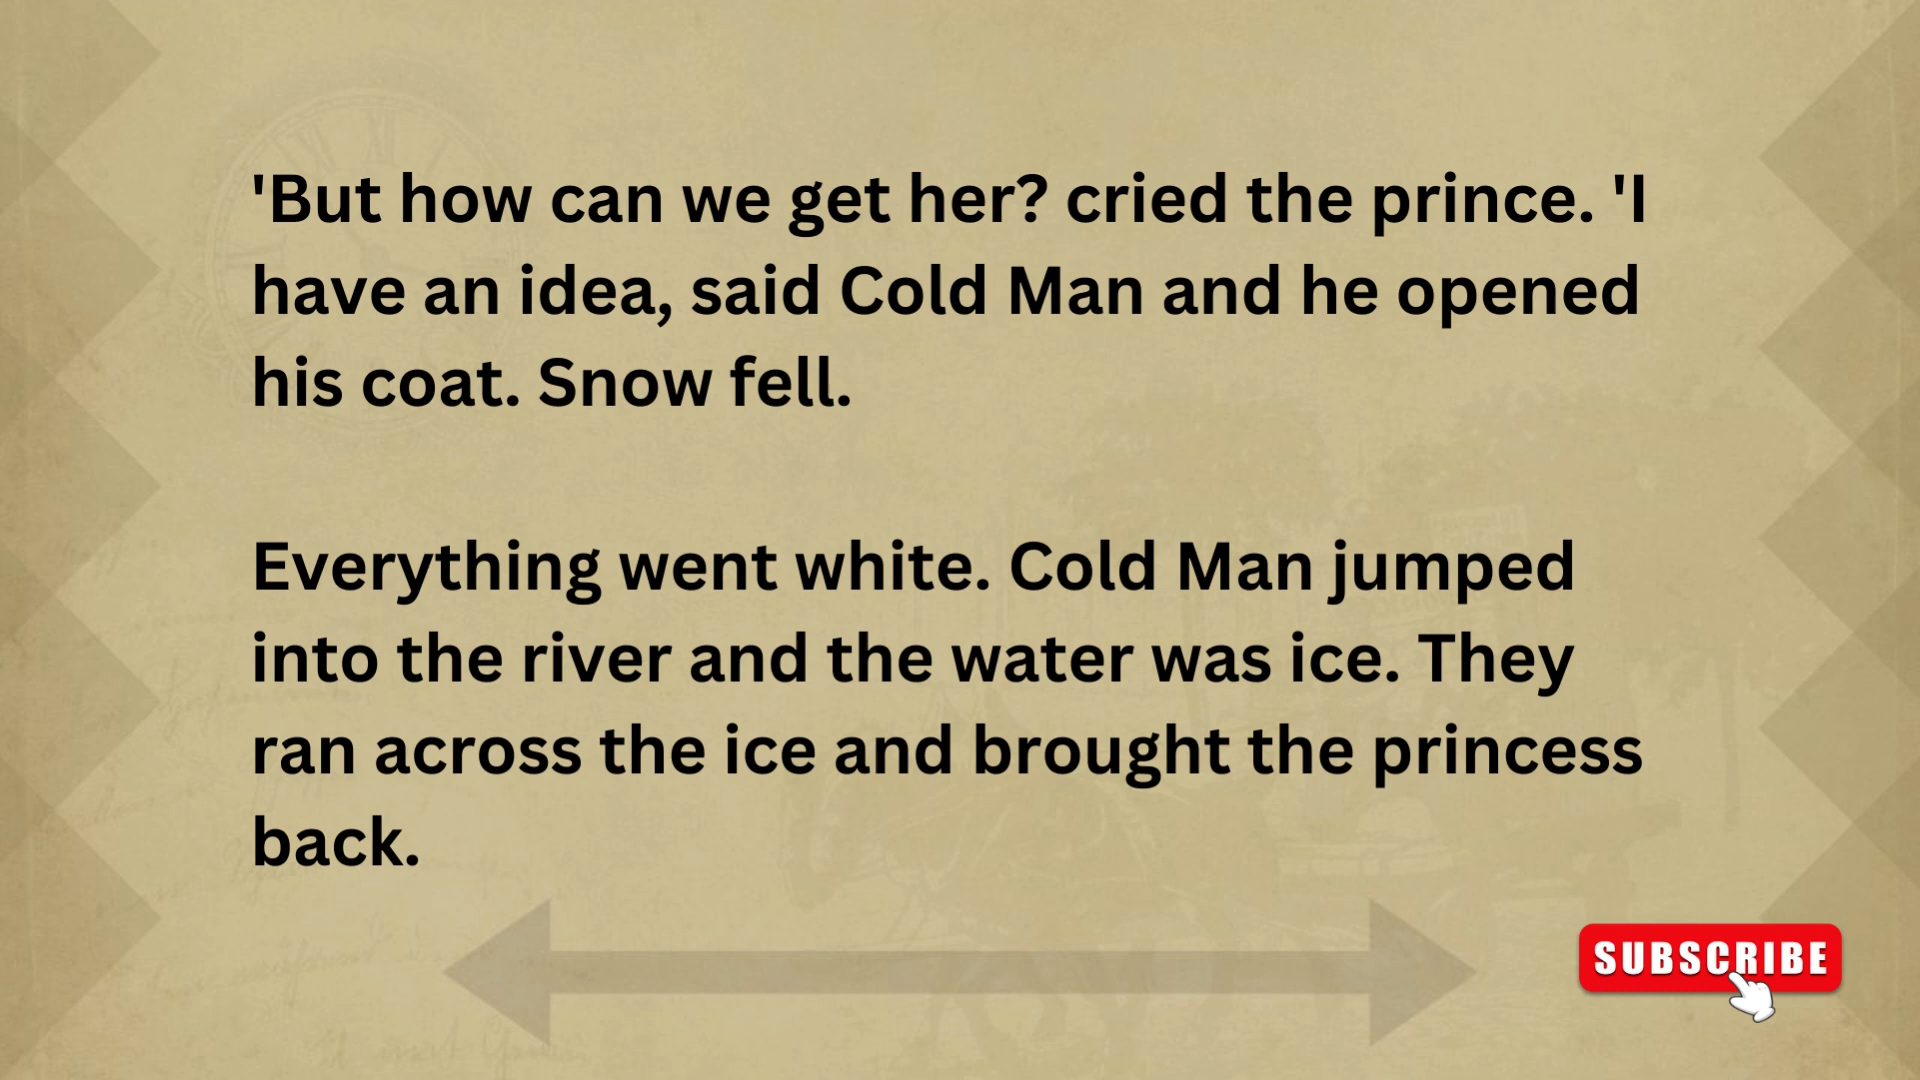 'But how can we get her? cried the prince. 'I
have an idea, said Cold Man and he opened
his coat. Snow fell.
Everything went white. Cold Man jumped
into the river and the water was ice. They
ran across the ice and brought the princess
back.
SUBSCRIBE